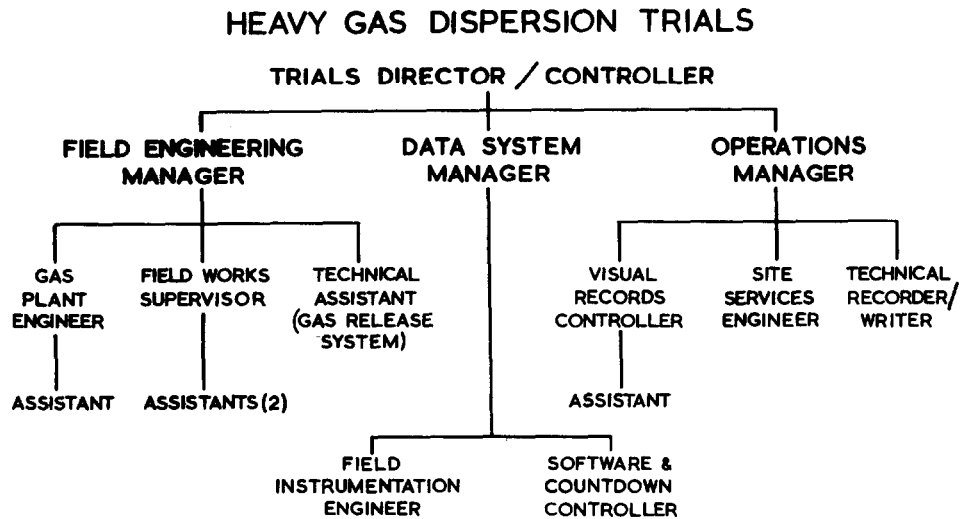 HEAVY GAS DISPERSION TRIALS
TRIALS DIRECTOR / CONTROLLER
FIELD ENGINEERING
MANAGER
DATA SYSTEM
MANAGER
OPERATIONS
MANAGER
GAS
PLANT
ENGINEER
FIELD WORKS
SUPERVISOR
TECHNICAL
ASSISTANT
(GAS RELEASE
SYSTEM)
VISUAL
RECORDS
CONTROLLER
SITE
SERVICES
ENGINEER
TECHNICAL
RECORDER/
WRITER
ASSISTANT
ASSISTANTS(2)
ASSISTANT
FIELD
INSTRUMENTATION
ENGINEER
SOFTWARE &
COUNTDOWN
CONTROLLER